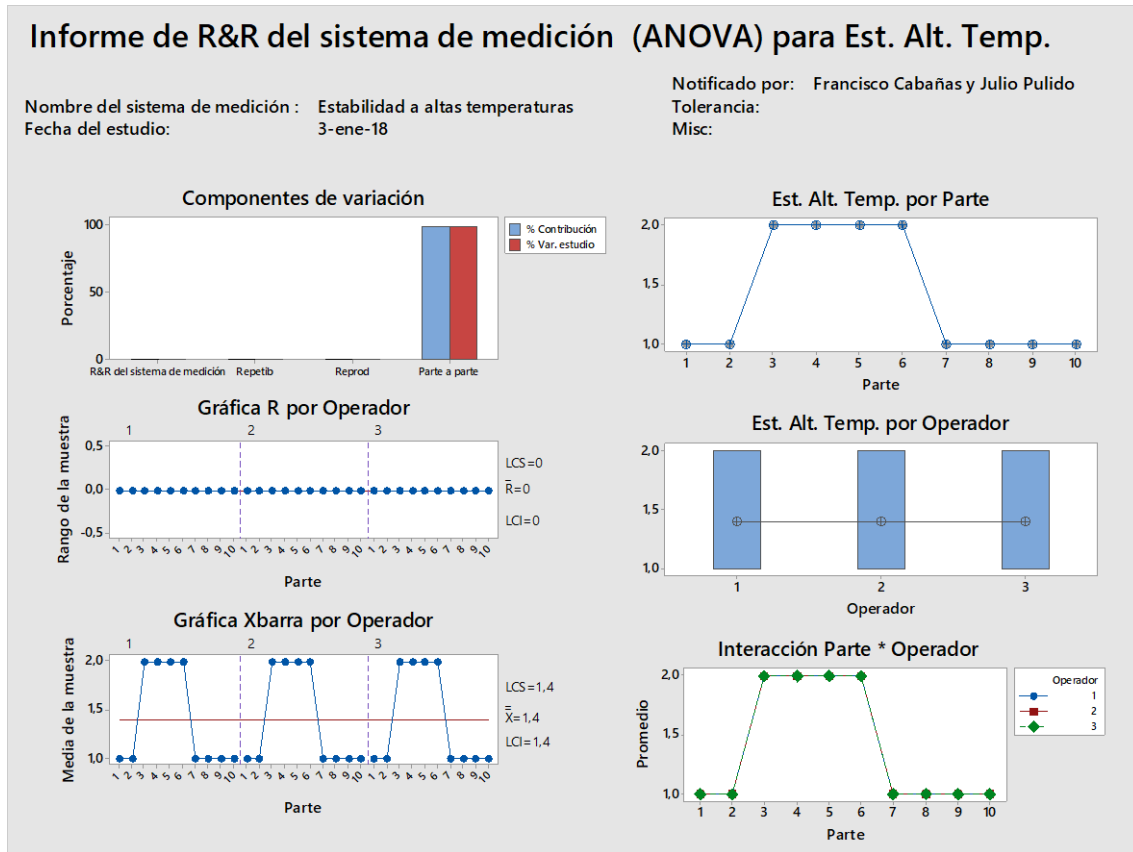 Informe de R&R del sistema de medición (ANOVA) para Est. Alt. Temp.
Nombre del sistema de medición : Estabilidad a altas temperaturas
Fecha del estudio: 3-ene-18
Notificado por: Francisco Cabañas y Julio Pulido
Tolerancia:
Misc:
Componentes de variación
Porcentaje
100
50
0
R&R del sistema de medición Repetib Reprod Parte a parte
% Contribución
% Var. estudio
Gráfica R por Operador
1 2 3
Rango de la muestra
0,5
0,0
-0,5
LCS=0
R=0
LCI=0
1 2 3 4 5 6 7 8 9 10 1 2 3 4 5 6 7 8 9 10 1 2 3 4 5 6 7 8 9 10
Parte
Gráfica Xbarra por Operador
1 2 3
Media de la muestra
2,0
1,5
1,0
LCS=1,4
X=1,4
LCI=1,4
1 2 3 4 5 6 7 8 9 10 1 2 3 4 5 6 7 8 9 10 1 2 3 4 5 6 7 8 9 10
Parte
Est. Alt. Temp. por Parte
2,0
1,5
1,0
1 2 3 4 5 6 7 8 9 10
Parte
Est. Alt. Temp. por Operador
2,0
1,5
1,0
1 2 3
Operador
Interacción Parte * Operador
Promedio
2,0
1,5
1,0
1 2 3 4 5 6 7 8 9 10
Parte
Operador
1
2
3